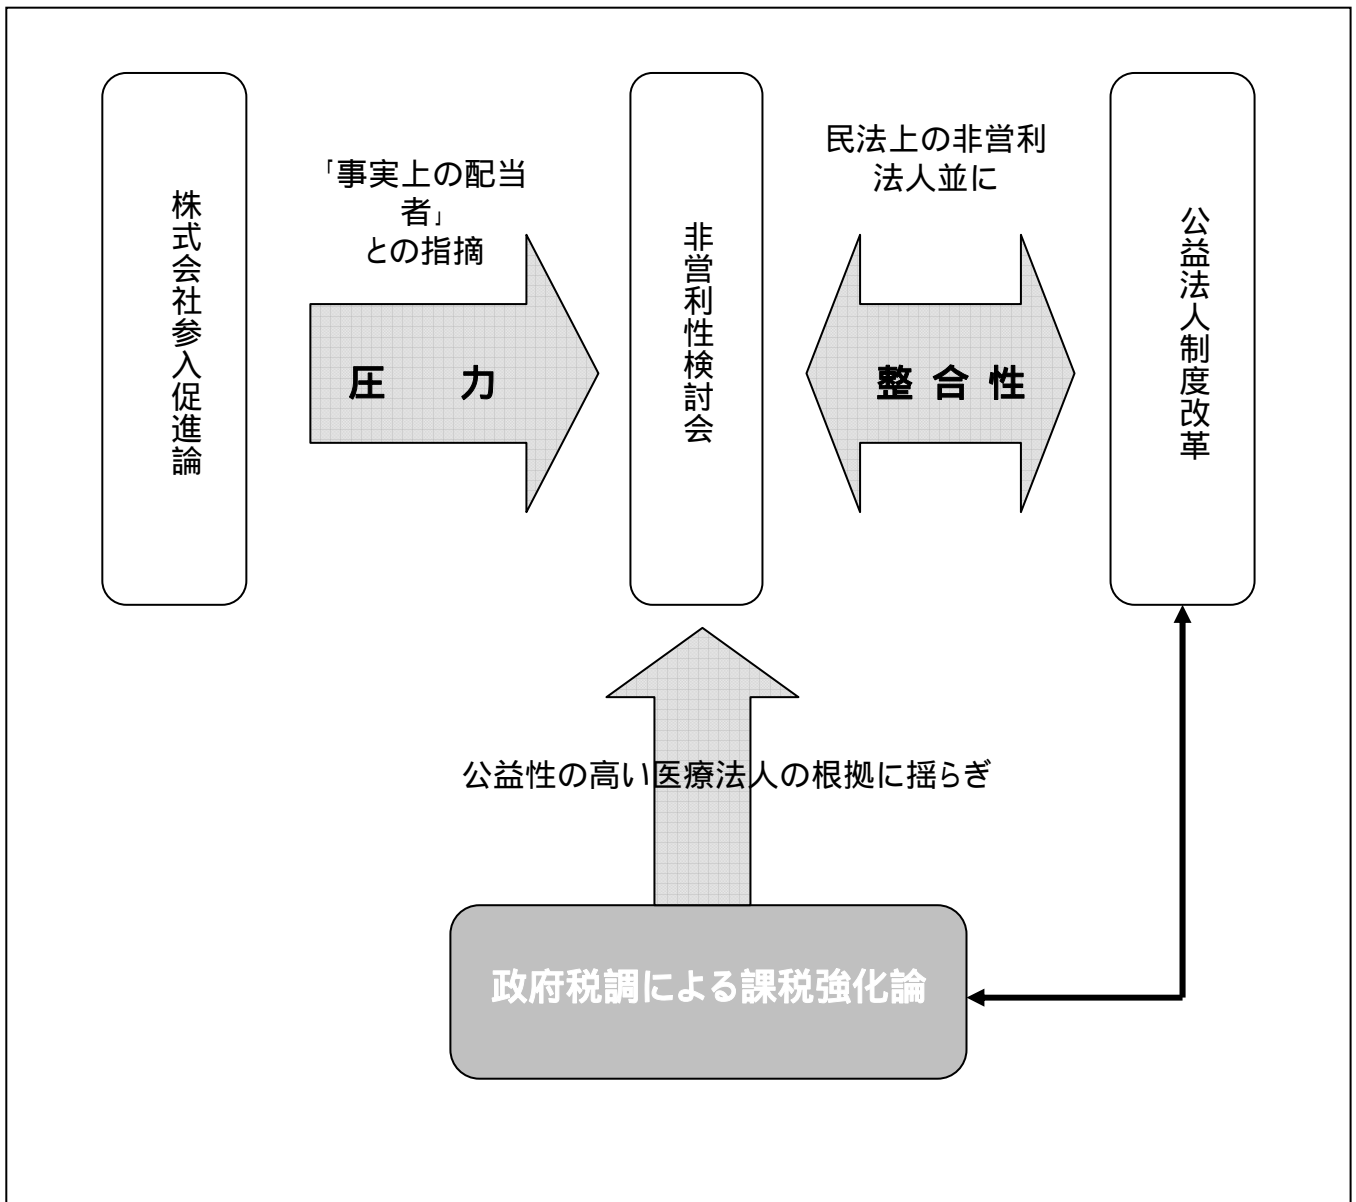 株式会社参入促進論
「事実上の配当
者」
との指摘
圧 力
非営利性検討会
民法上の非営利
法人並に
整 合 性
公益法人制度改革
公益性の高い医療法人の根拠に揺らぎ
政府税調による課税強化論